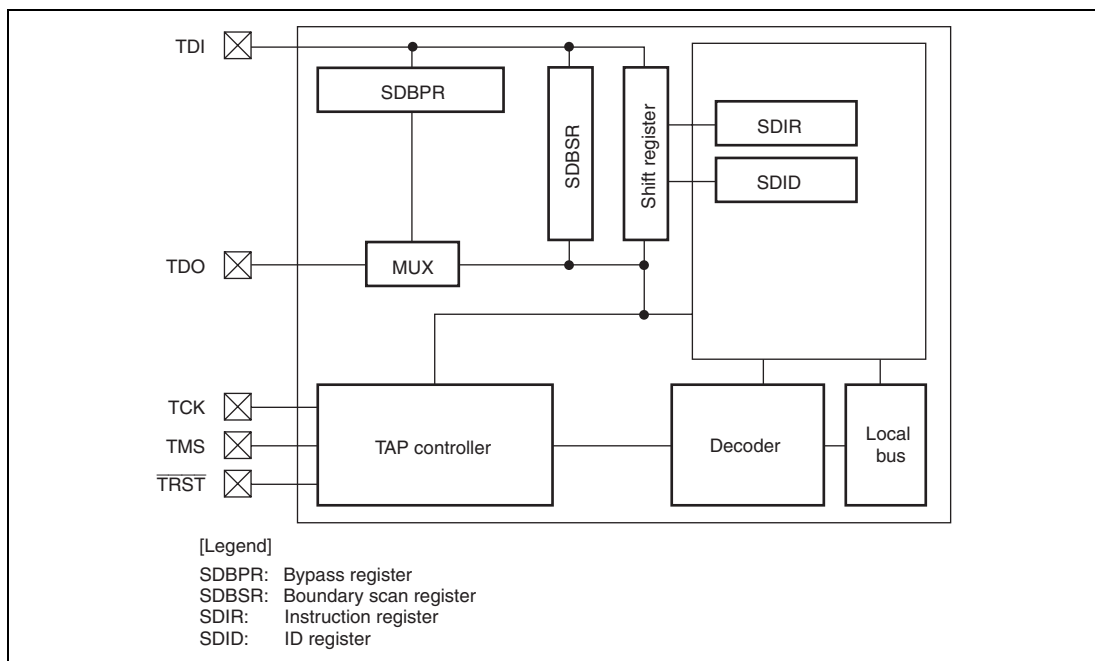 TDI
SDBPR
SDBSR
Shift register
SDIR
SDID
TDO
MUX
TCK
TMS
TRST
TAP controller
Decoder
Local
bus
[Legend]
SDBPR: Bypass register
SDBSR: Boundary scan register
SDIR: Instruction register
SDID: ID register